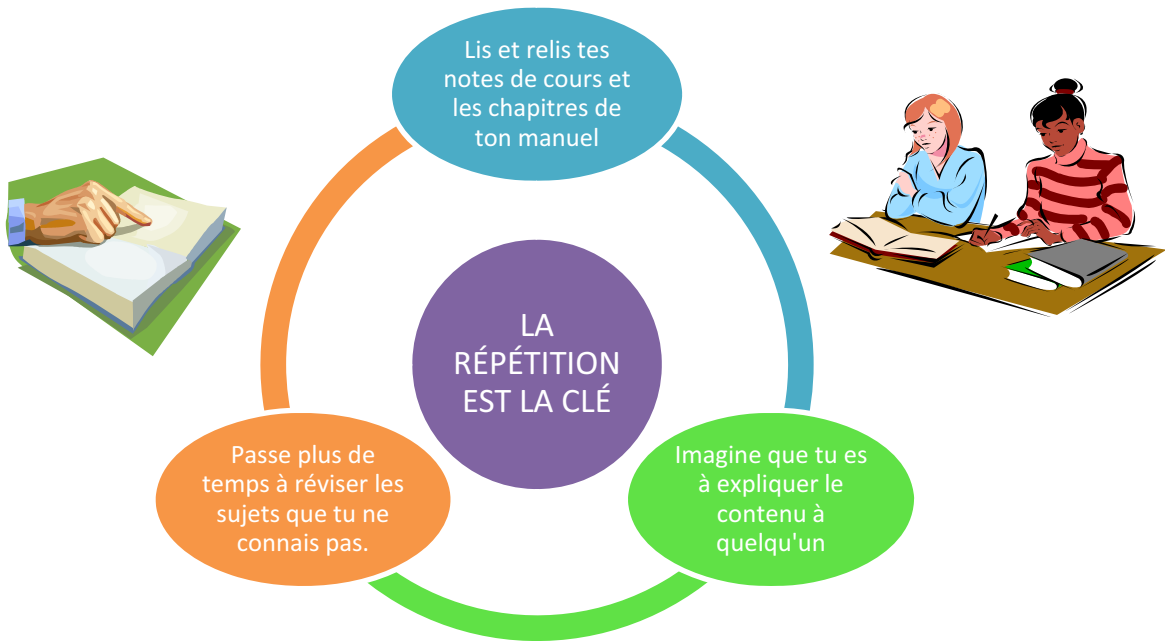 Lis et relis tes
notes de cours et
les chapitres de
ton manuel
LA
RÉPÉTITION
EST LA CLÉ
Passe plus de
temps à réviser les
sujets que tu ne
connais pas.
Imagine que tu es
à expliquer le
contenu à
quelqu'un